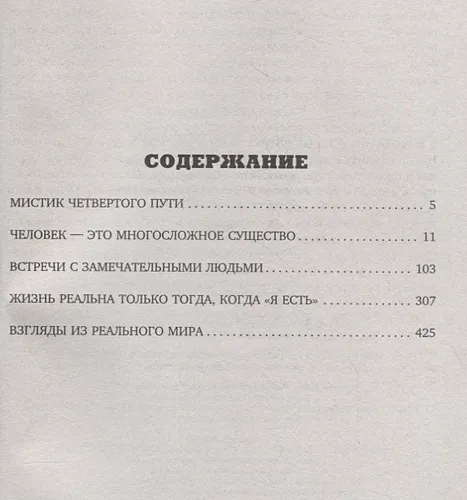 СОДЕРЖАНИЕ
МИСТИК ЧЕТВЕРТОГО ПУТИ . . . . . . . . . . . . . . . . . . . . . . . . . . . . . . 5
ЧЕЛОВЕК — ЭТО МНОГОСЛОЖНОЕ СУЩЕСТВО . . . . . . . . . . . . . . . 11
ВСТРЕЧИ С ЗАМЕЧАТЕЛЬНЫМИ ЛЮДЬМИ . . . . . . . . . . . . . . . . . . 103
ЖИЗНЬ РЕАЛЬНА ТОЛЬКО ТОГДА, КОГДА «Я ЕСТЬ» . . . . . . . . . . . 307
ВЗГЛЯДЫ ИЗ РЕАЛЬНОГО МИРА . . . . . . . . . . . . . . . . . . . . . . . . . . 425